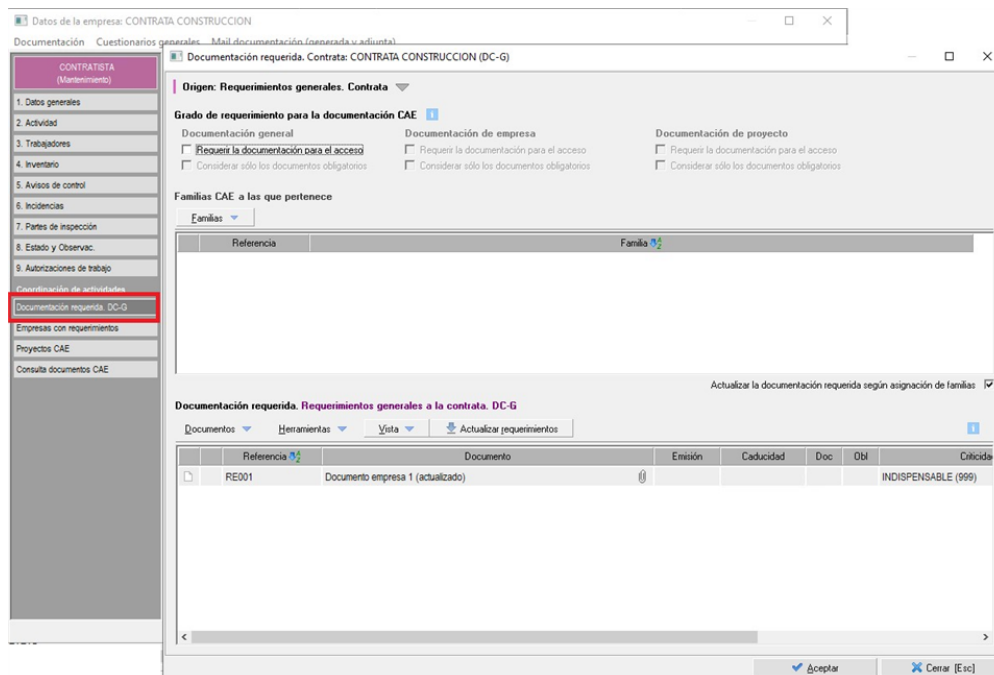 Datos de la empresa: CONTRATA CONSTRUCCION
Documentación Cuestionarios generales Mail documentación (generada y adjunta)
CONTRATISTA
(Mantenimiento)
1. Datos generales
2. Actividad
3. Trabajadores
4. Inventario
5. Avisos de control
6. Incidencias
7. Partes de inspección
8. Estado y Observac.
9. Autorizaciones de trabajo
Coordinación de actividades
Documentación requerida. DC-G
Empresas con requerimientos
Proyectos CAE
Consulta documentos CAE
Documentación requerida. Contrata: CONTRATA CONSTRUCCION (DC-G)
Origen: Requerimientos generales. Contrata
Grado de requerimiento para la documentación CAE
Documentación general Documentación de empresa Documentación de proyecto
Requerir la documentación para el acceso Requerir la documentación para el acceso Requerir la documentación para el acceso
Considerar sólo los documentos obligatorios Considerar sólo los documentos obligatorios Considerar sólo los documentos obligatorios
Familias CAE a las que pertenece
Familias
Referencia Familia
Actualizar la documentación requerida según asignación de familias
Documentación requerida. Requerimientos generales a la contrata. DC-G
Documentos Herramientas Vista Actualizar requerimientos
Referencia Documento Emisión Caducidad Doc Obl Criticida
RE001 Documento empresa 1 (actualizado) INDISPENSABLE (999)
Aceptar Cerrar [Esc]